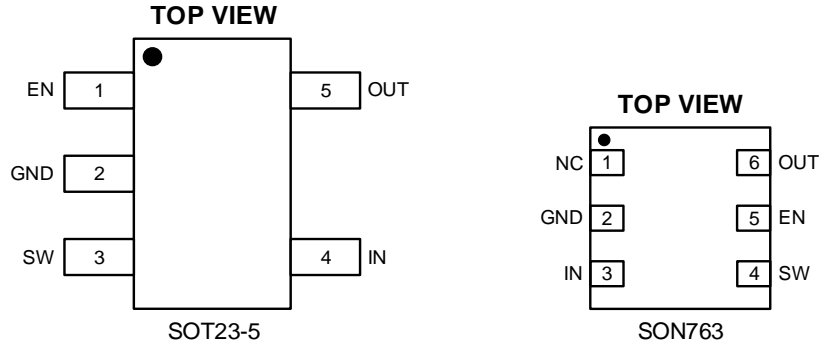 TOP VIEW
EN 1 5 OUT
GND 2
SW 3 4 IN
SOT23-5
TOP VIEW
NC 1 6 OUT
GND 2 5 EN
IN 3 4 SW
SON763